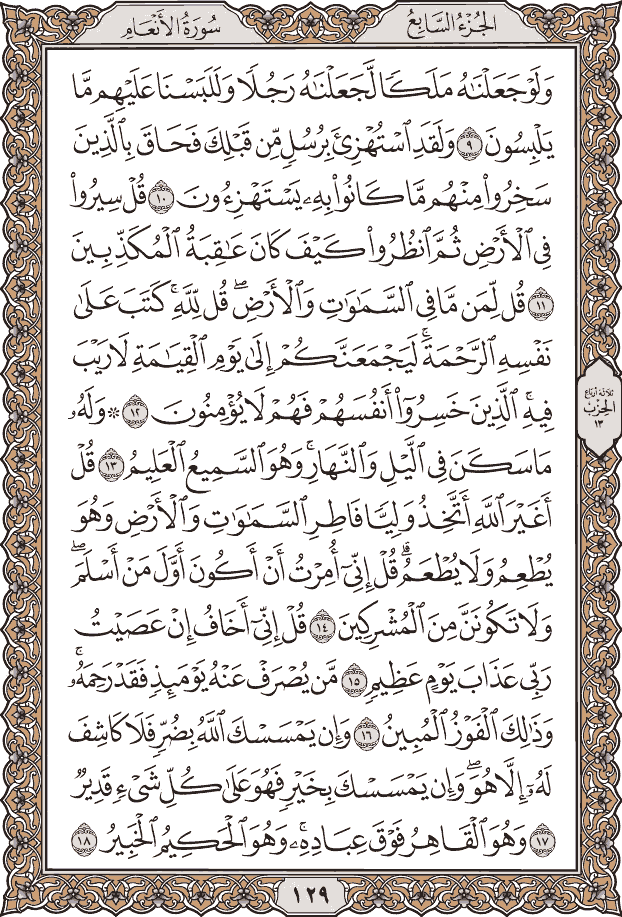 الجُزْءُ السَّابِعُ
سُورَةُ الأَنْعَامِ
وَلَوْ جَعَلْنَٰهُ مَلَكًا لَّجَعَلْنَٰهُ رَجُلًا وَلَلَبَسْنَا عَلَيْهِم مَّا
يَلْبِسُونَ ٩ وَلَقَدِ ٱسْتُهْزِئَ بِرُسُلٍ مِّن قَبْلِكَ فَحَاقَ بِٱلَّذِينَ
سَخِرُوا۟ مِنْهُم مَّا كَانُوا۟ بِهِۦ يَسْتَهْزِءُونَ ١٠ قُلْ سِيرُوا۟
فِى ٱلْأَرْضِ ثُمَّ ٱنظُرُوا۟ كَيْفَ كَانَ عَٰقِبَةُ ٱلْمُكَذِّبِينَ
١١ قُل لِّمَن مَّا فِى ٱلسَّمَٰوَٰتِ وَٱلْأَرْضِ ۖ قُل لِّلَّهِ ۚ كَتَبَ عَلَىٰ
نَفْسِهِ ٱلرَّحْمَةَ ۚ لَيَجْمَعَنَّكُمْ إِلَىٰ يَوْمِ ٱلْقِيَٰمَةِ لَا رَيْبَ
فِيهِ ۚ ٱلَّذِينَ خَسِرُوٓا۟ أَنفُسَهُمْ فَهُمْ لَا يُؤْمِنُونَ ١٢ ۞ وَلَهُۥ
مَا سَكَنَ فِى ٱلَّيْلِ وَٱلنَّهَارِ ۚ وَهُوَ ٱلسَّمِيعُ ٱلْعَلِيمُ ١٣ قُلْ
أَغَيْرَ ٱللَّهِ أَتَّخِذُ وَلِيًّا فَاطِرِ ٱلسَّمَٰوَٰتِ وَٱلْأَرْضِ وَهُوَ
يُطْعِمُ وَلَا يُطْعَمُ ۗ قُلْ إِنِّىٓ أُمِرْتُ أَنْ أَكُونَ أَوَّلَ مَنْ أَسْلَمَ ۖ
وَلَا تَكُونَنَّ مِنَ ٱلْمُشْرِكِينَ ١٤ قُلْ إِنِّىٓ أَخَافُ إِنْ عَصَيْتُ
رَبِّى عَذَابَ يَوْمٍ عَظِيمٍ ١٥ مَّن يُصْرَفْ عَنْهُ يَوْمَئِذٍ فَقَدْ رَحِمَهُۥ ۚ
وَذَٰلِكَ ٱلْفَوْزُ ٱلْمُبِينُ ١٦ وَإِن يَمْسَسْكَ ٱللَّهُ بِضُرٍّ فَلَا كَاشِفَ
لَهُۥٓ إِلَّا هُوَ ۖ وَإِن يَمْسَسْكَ بِخَيْرٍ فَهُوَ عَلَىٰ كُلِّ شَىْءٍ قَدِيرٌ
١٧ وَهُوَ ٱلْقَاهِرُ فَوْقَ عِبَادِهِۦ ۚ وَهُوَ ٱلْحَكِيمُ ٱلْخَبِيرُ ١٨
ثلاثة أرباع
الحزب
١٣
١٢٩